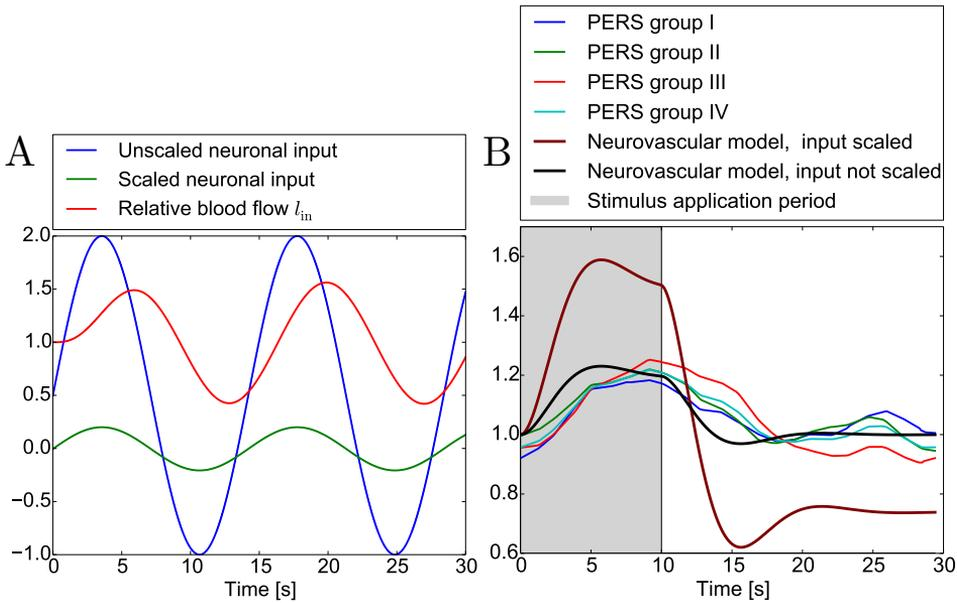 A
Unscaled neuronal input
Scaled neuronal input
Relative blood flow l_in
2.0
1.5
1.0
0.5
0.0
−0.5
−1.0
0 5 10 15 20 25 30
Time [s]
B
PERS group I
PERS group II
PERS group III
PERS group IV
Neurovascular model, input scaled
Neurovascular model, input not scaled
Stimulus application period
1.6
1.4
1.2
1.0
0.8
0.6
0 5 10 15 20 25 30
Time [s]